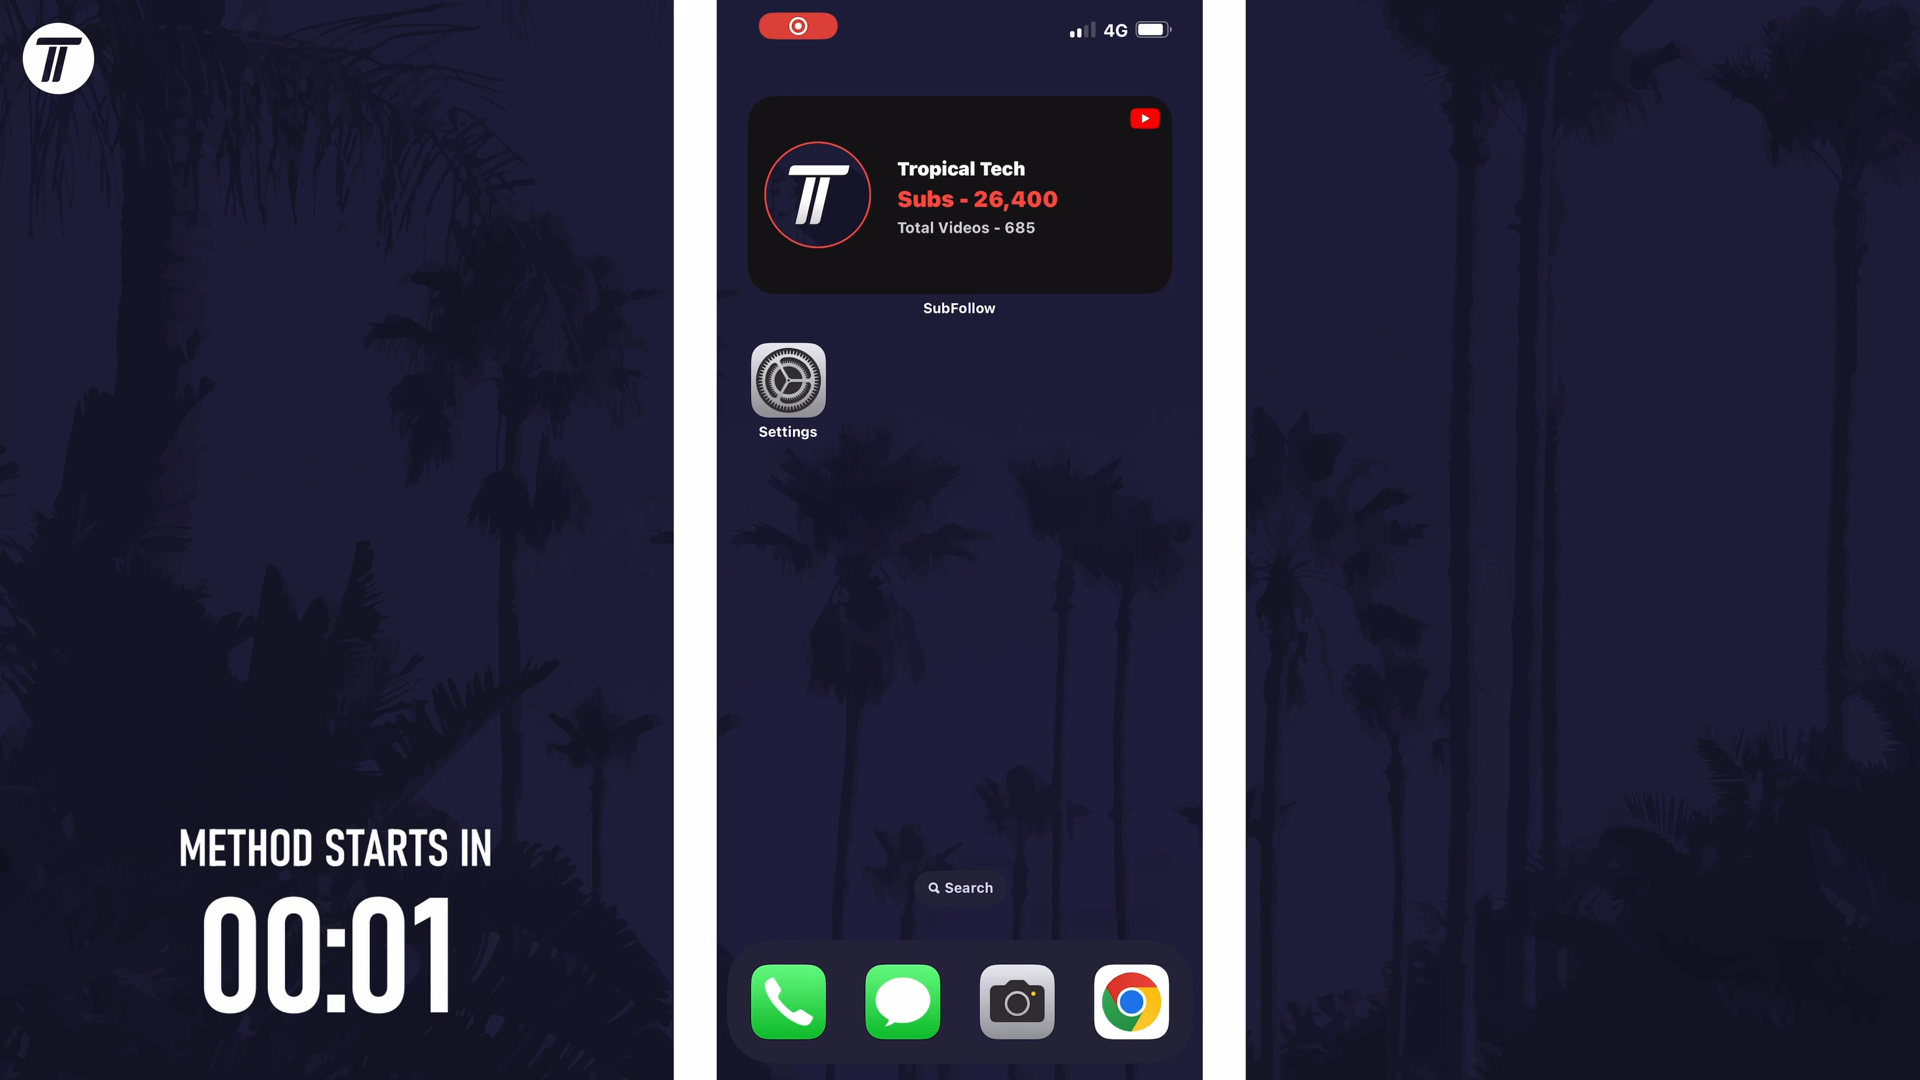 4G
Tropical Tech
Subs - 26,400
Total Videos - 685
SubFollow
Settings
METHOD STARTS IN
00:01
Search